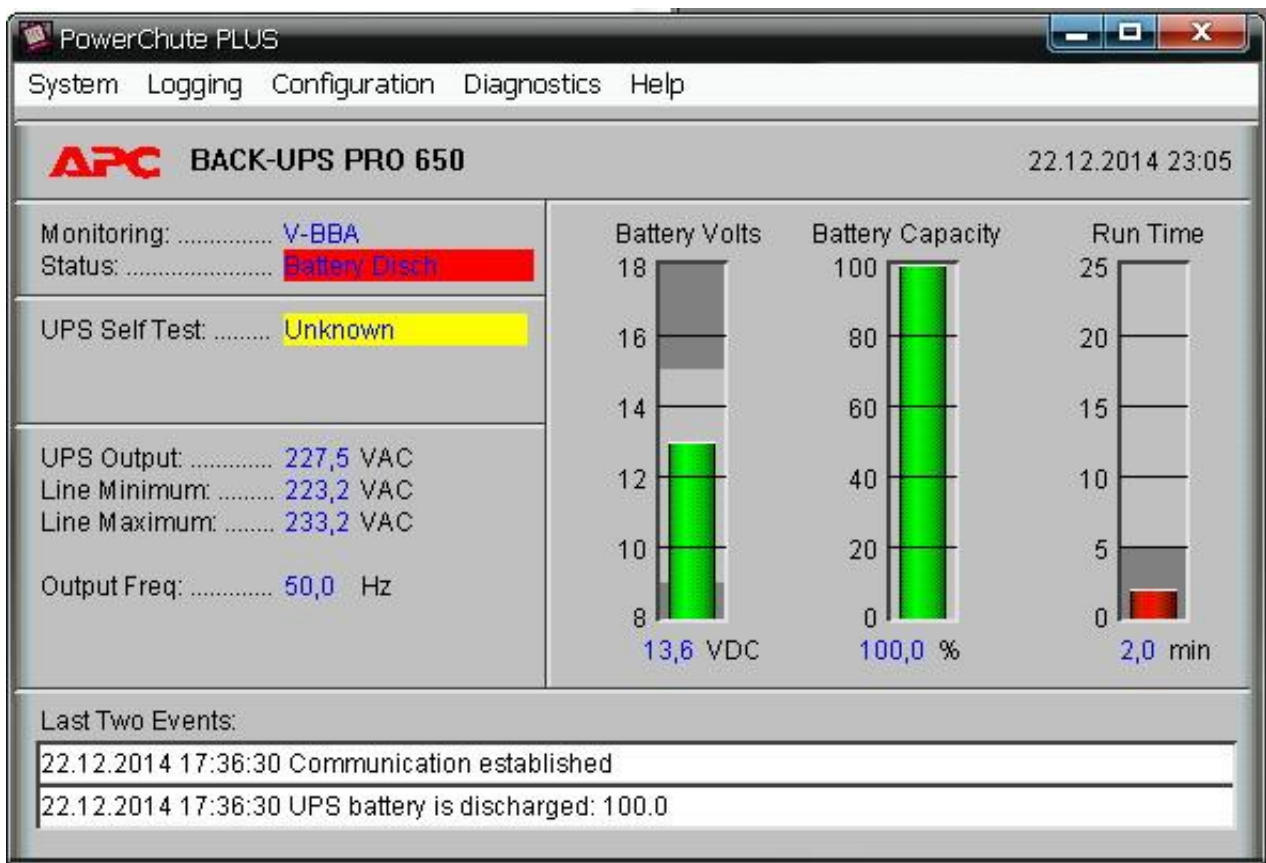 PowerChute PLUS
System Logging Configuration Diagnostics Help
APC BACK-UPS PRO 650 22.12.2014 23:05
Monitoring: ............... V-BBA
Status: ....................... Battery Disch
UPS Self Test: ......... Unknown
UPS Output: ............. 227,5 VAC
Line Minimum: ......... 223,2 VAC
Line Maximum: ........ 233,2 VAC
Output Freq: ............. 50,0 Hz
Battery Volts
18
16
14
12
10
8
13,6 VDC
Battery Capacity
100
80
60
40
20
0
100,0 %
Run Time
25
20
15
10
5
0
2,0 min
Last Two Events:
22.12.2014 17:36:30 Communication established
22.12.2014 17:36:30 UPS battery is discharged: 100.0